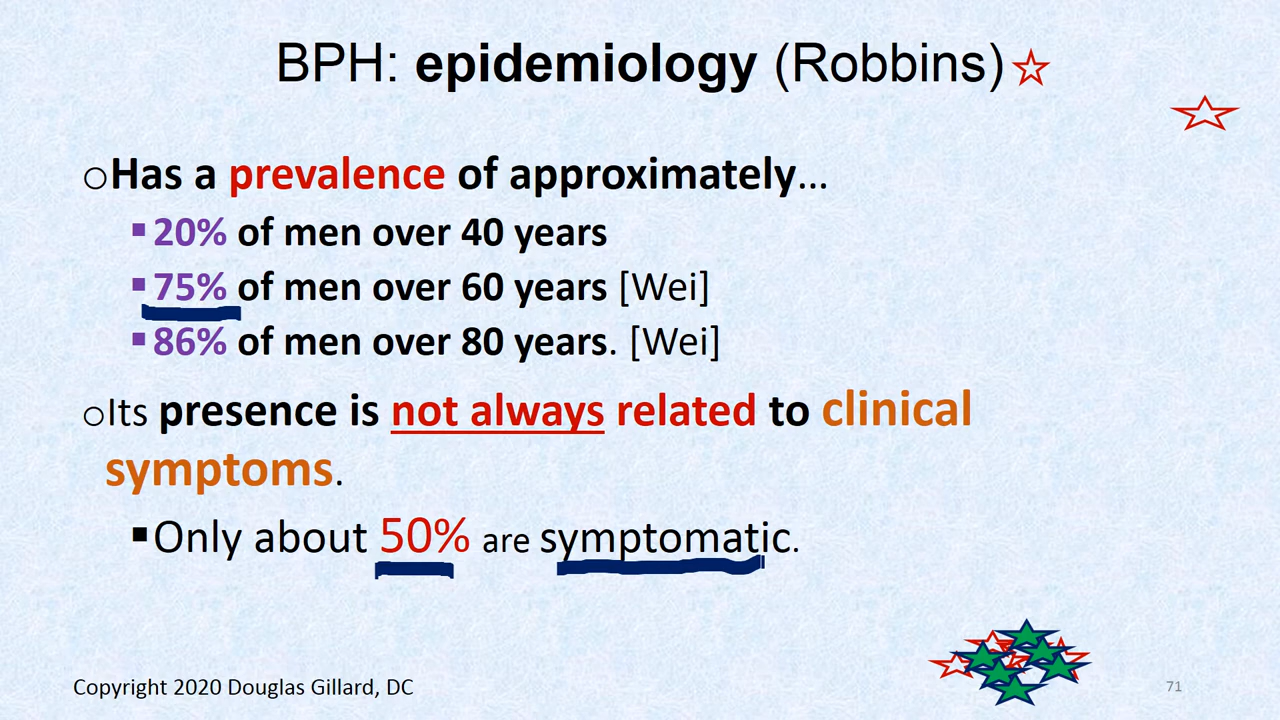 BPH: epidemiology (Robbins)
Has a prevalence of approximately...
20% of men over 40 years
75% of men over 60 years [Wei]
86% of men over 80 years. [Wei]
Its presence is not always related to clinical
symptoms.
Only about 50% are symptomatic.
Copyright 2020 Douglas Gillard, DC
71